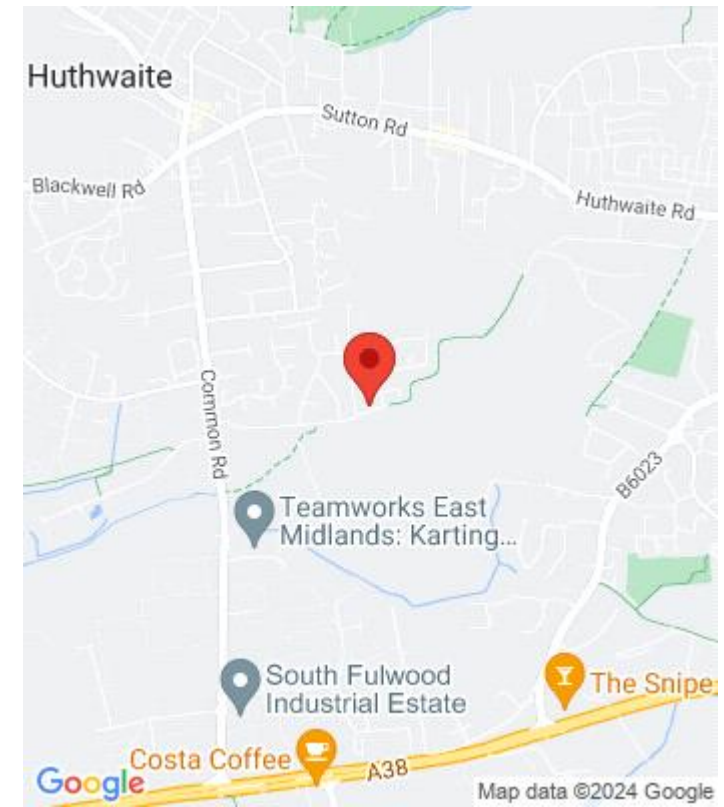 Huthwaite
Sutton Rd
Blackwell Rd
Huthwaite Rd
Common Rd
B6023
Teamworks East
Midlands: Karting...
South Fulwood
Industrial Estate
The Snipe
Costa Coffee
A38
Google
Map data ©2024 Google